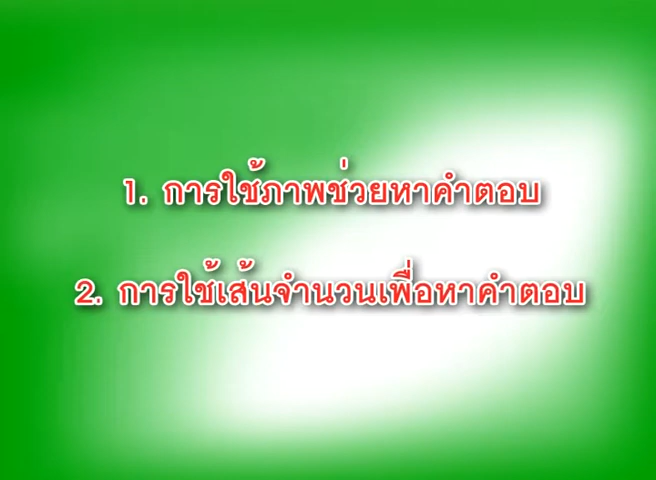 1. การใช้ภาพช่วยหาคำตอบ
2. การใช้เส้นจำนวนเพื่อหาคำตอบ